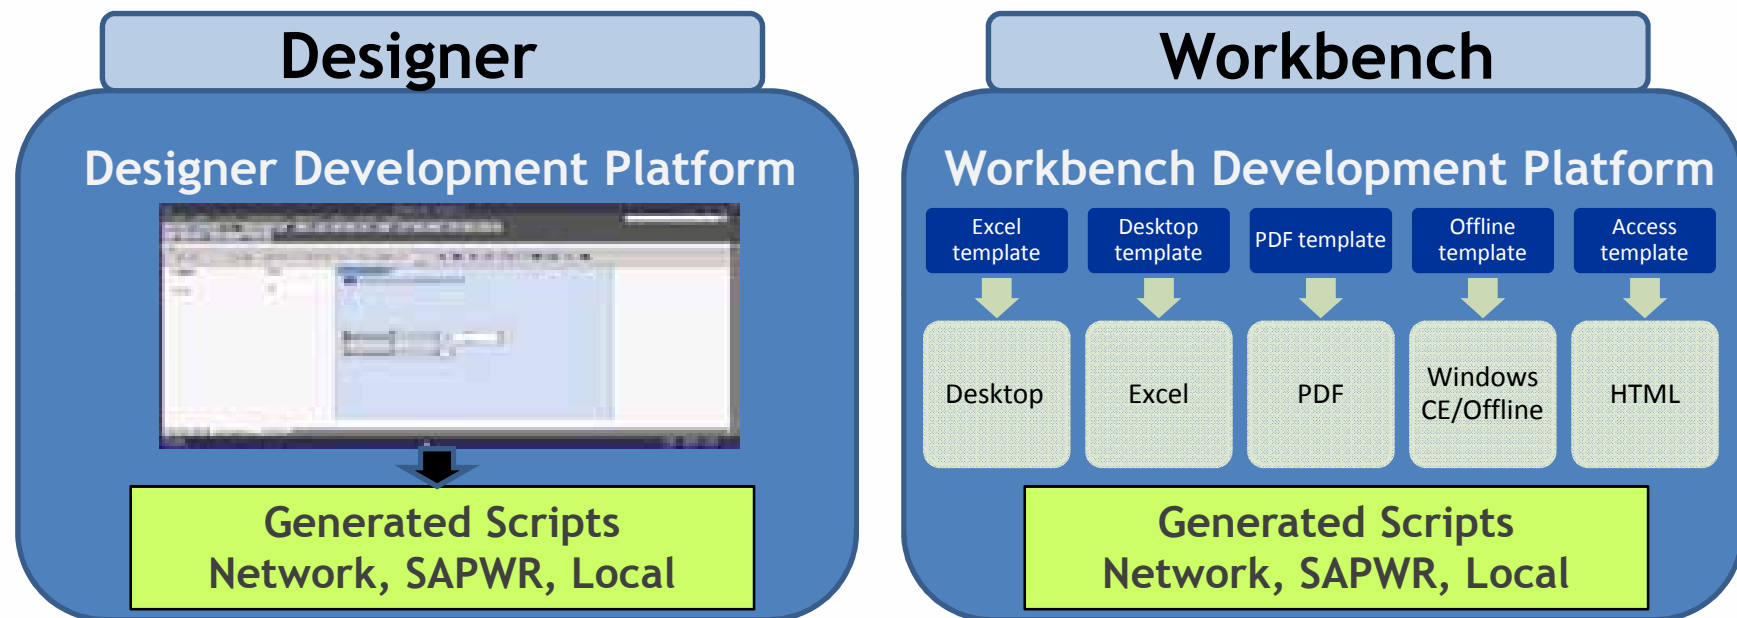 Designer
Designer Development Platform
Generated Scripts
Network, SAPWR, Local
Workbench
Workbench Development Platform
Excel
template
Desktop
template
PDF template
Offline
template
Access
template
Desktop
Excel
PDF
Windows
CE/Offline
HTML
Generated Scripts
Network, SAPWR, Local